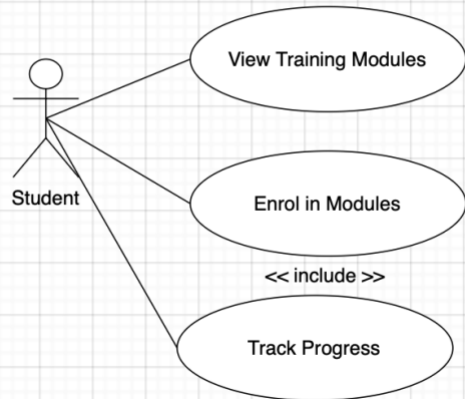 View Training Modules
Student
Enrol in Modules
<< include >>
Track Progress